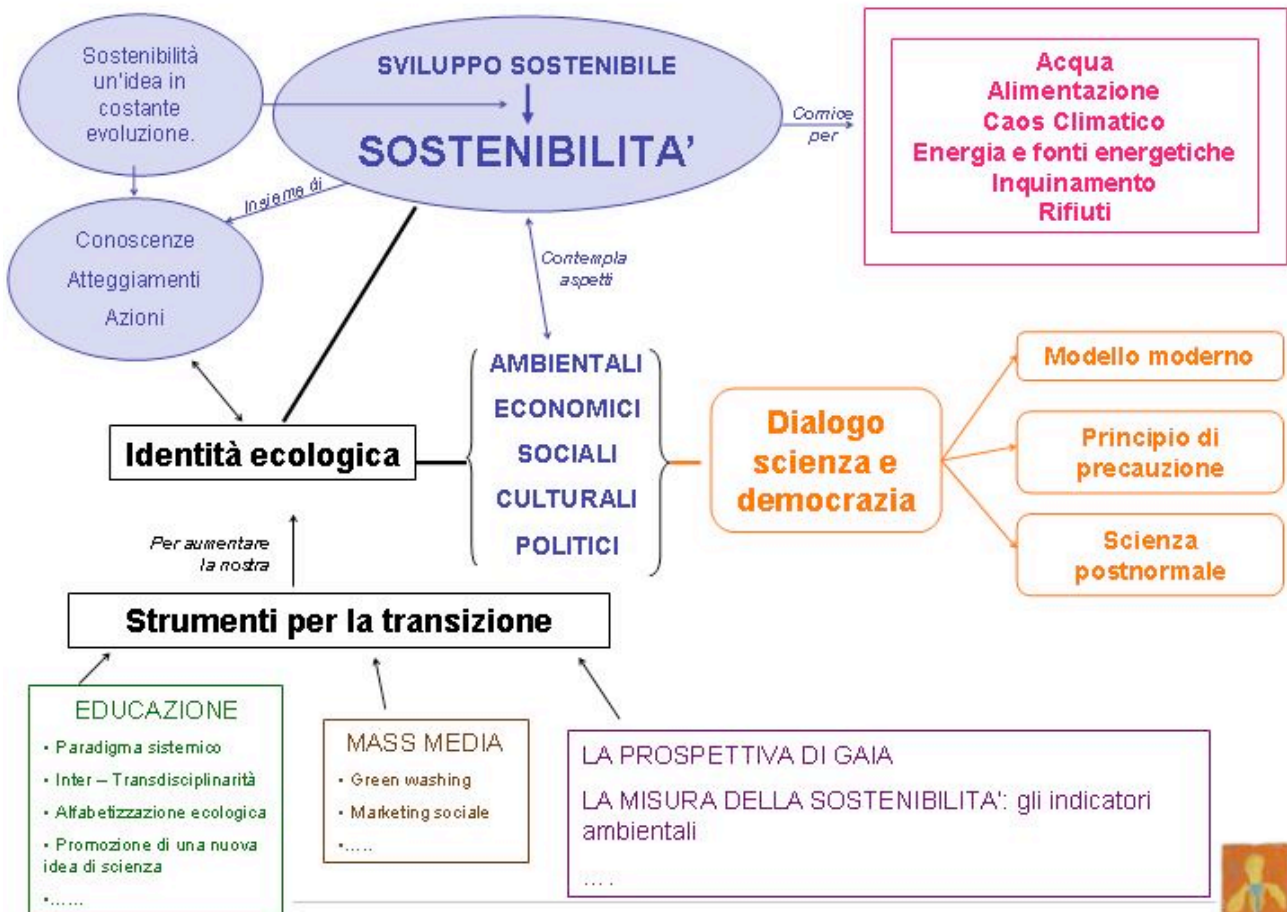 Sostenibilità
un'idea in
costante
evoluzione.
SVILUPPO SOSTENIBILE
SOSTENIBILITA'
Cornice
per
Acqua
Alimentazione
Caos Climatico
Energia e fonti energetiche
Inquinamento
Rifiuti
Insieme di
Conoscenze
Atteggiamenti
Azioni
Contempla
aspetti
AMBIENTALI
ECONOMICI
SOCIALI
CULTURALI
POLITICI
Identità ecologica
Dialogo
scienza e
democrazia
Modello moderno
Principio di
precauzione
Scienza
postnormale
Per aumentare
la nostra
Strumenti per la transizione
EDUCAZIONE
• Paradigma sistemico
• Inter – Transdisciplinarità
• Alfabetizzazione ecologica
• Promozione di una nuova
idea di scienza
•……
MASS MEDIA
• Green washing
• Marketing sociale
•…..
LA PROSPETTIVA DI GAIA
LA MISURA DELLA SOSTENIBILITA': gli indicatori
ambientali
….